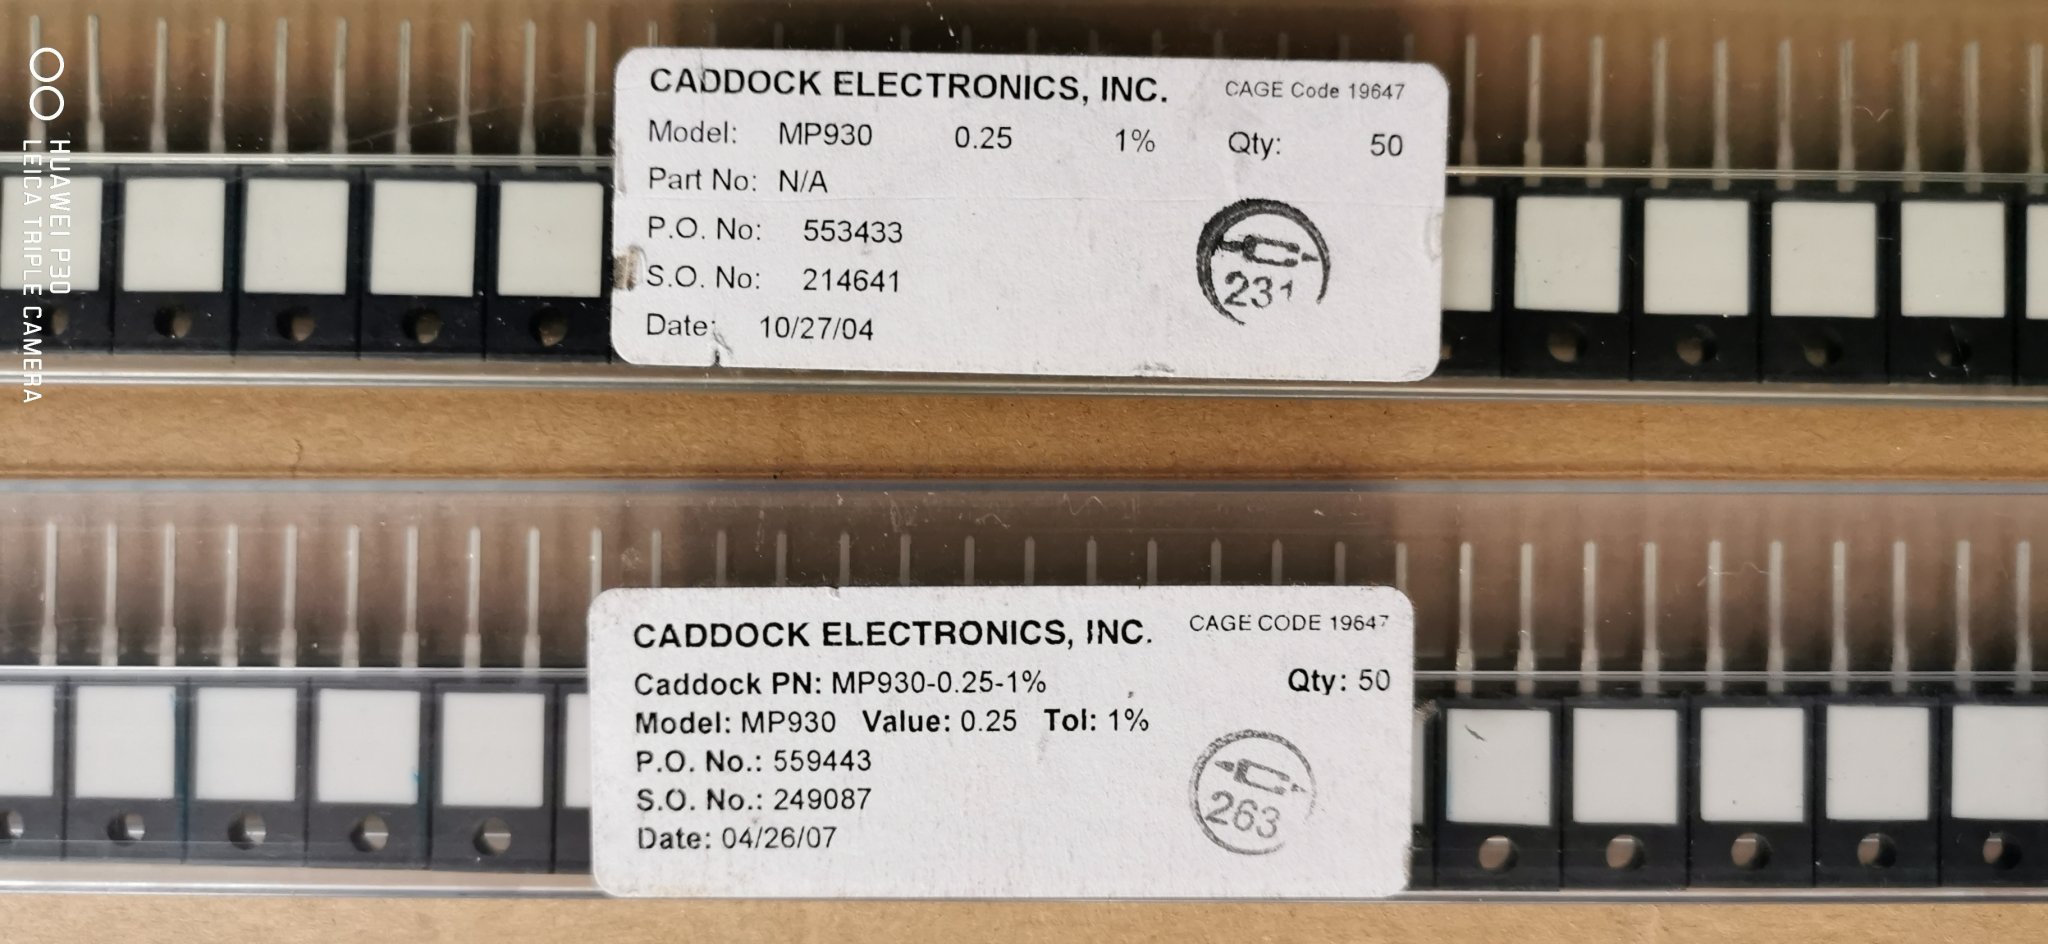 CADDOCK ELECTRONICS, INC. CAGE Code 19647
Model: MP930 0.25 1% Qty: 50
Part No: N/A
P.O. No: 553433
S.O. No: 214641
231
Date: 10/27/04
CADDOCK ELECTRONICS, INC. CAGE CODE 19647
Caddock PN: MP930-0.25-1% Qty: 50
Model: MP930 Value: 0.25 Tol: 1%
P.O. No.: 559443
S.O. No.: 249087
263
Date: 04/26/07
HUAWEI P30
LEICA TRIPLE CAMERA